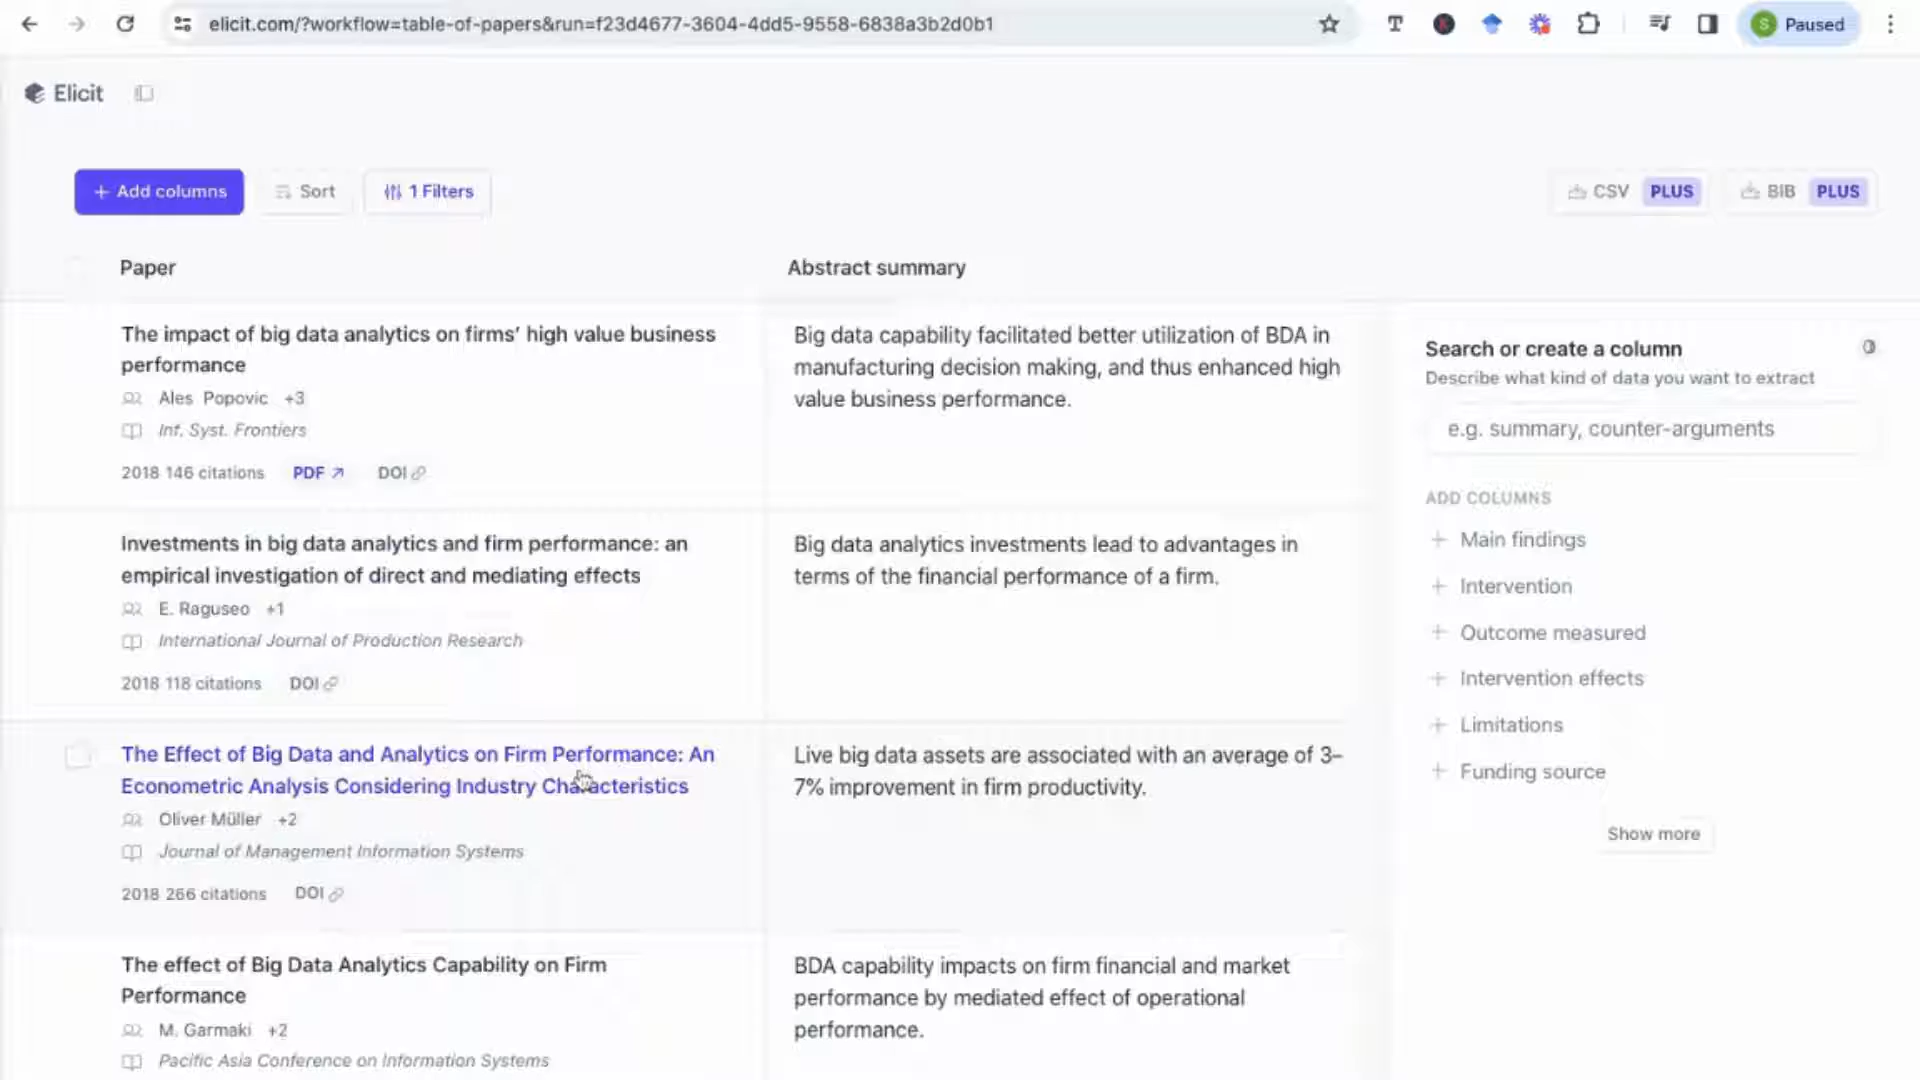 elicit.com/?workflow=table-of-papers&run=f23d4677-3604-4dd5-9558-6838a3b2d0b1
S Paused
Elicit
+ Add columns
Sort
1 Filters
CSV PLUS
BIB PLUS
Paper
Abstract summary
The impact of big data analytics on firms' high value business
performance
Ales Popovic +3
Inf. Syst. Frontiers
2018 146 citations PDF DOI
Big data capability facilitated better utilization of BDA in
manufacturing decision making, and thus enhanced high
value business performance.
Investments in big data analytics and firm performance: an
empirical investigation of direct and mediating effects
E. Raguseo +1
International Journal of Production Research
2018 118 citations DOI
Big data analytics investments lead to advantages in
terms of the financial performance of a firm.
The Effect of Big Data and Analytics on Firm Performance: An
Econometric Analysis Considering Industry Characteristics
Oliver Müller +2
Journal of Management Information Systems
2018 266 citations DOI
Live big data assets are associated with an average of 3–
7% improvement in firm productivity.
The effect of Big Data Analytics Capability on Firm
Performance
M. Garmaki +2
Pacific Asia Conference on Information Systems
BDA capability impacts on firm financial and market
performance by mediated effect of operational
performance.
Search or create a column
Describe what kind of data you want to extract
e.g. summary, counter-arguments
ADD COLUMNS
+ Main findings
+ Intervention
+ Outcome measured
+ Intervention effects
+ Limitations
+ Funding source
Show more